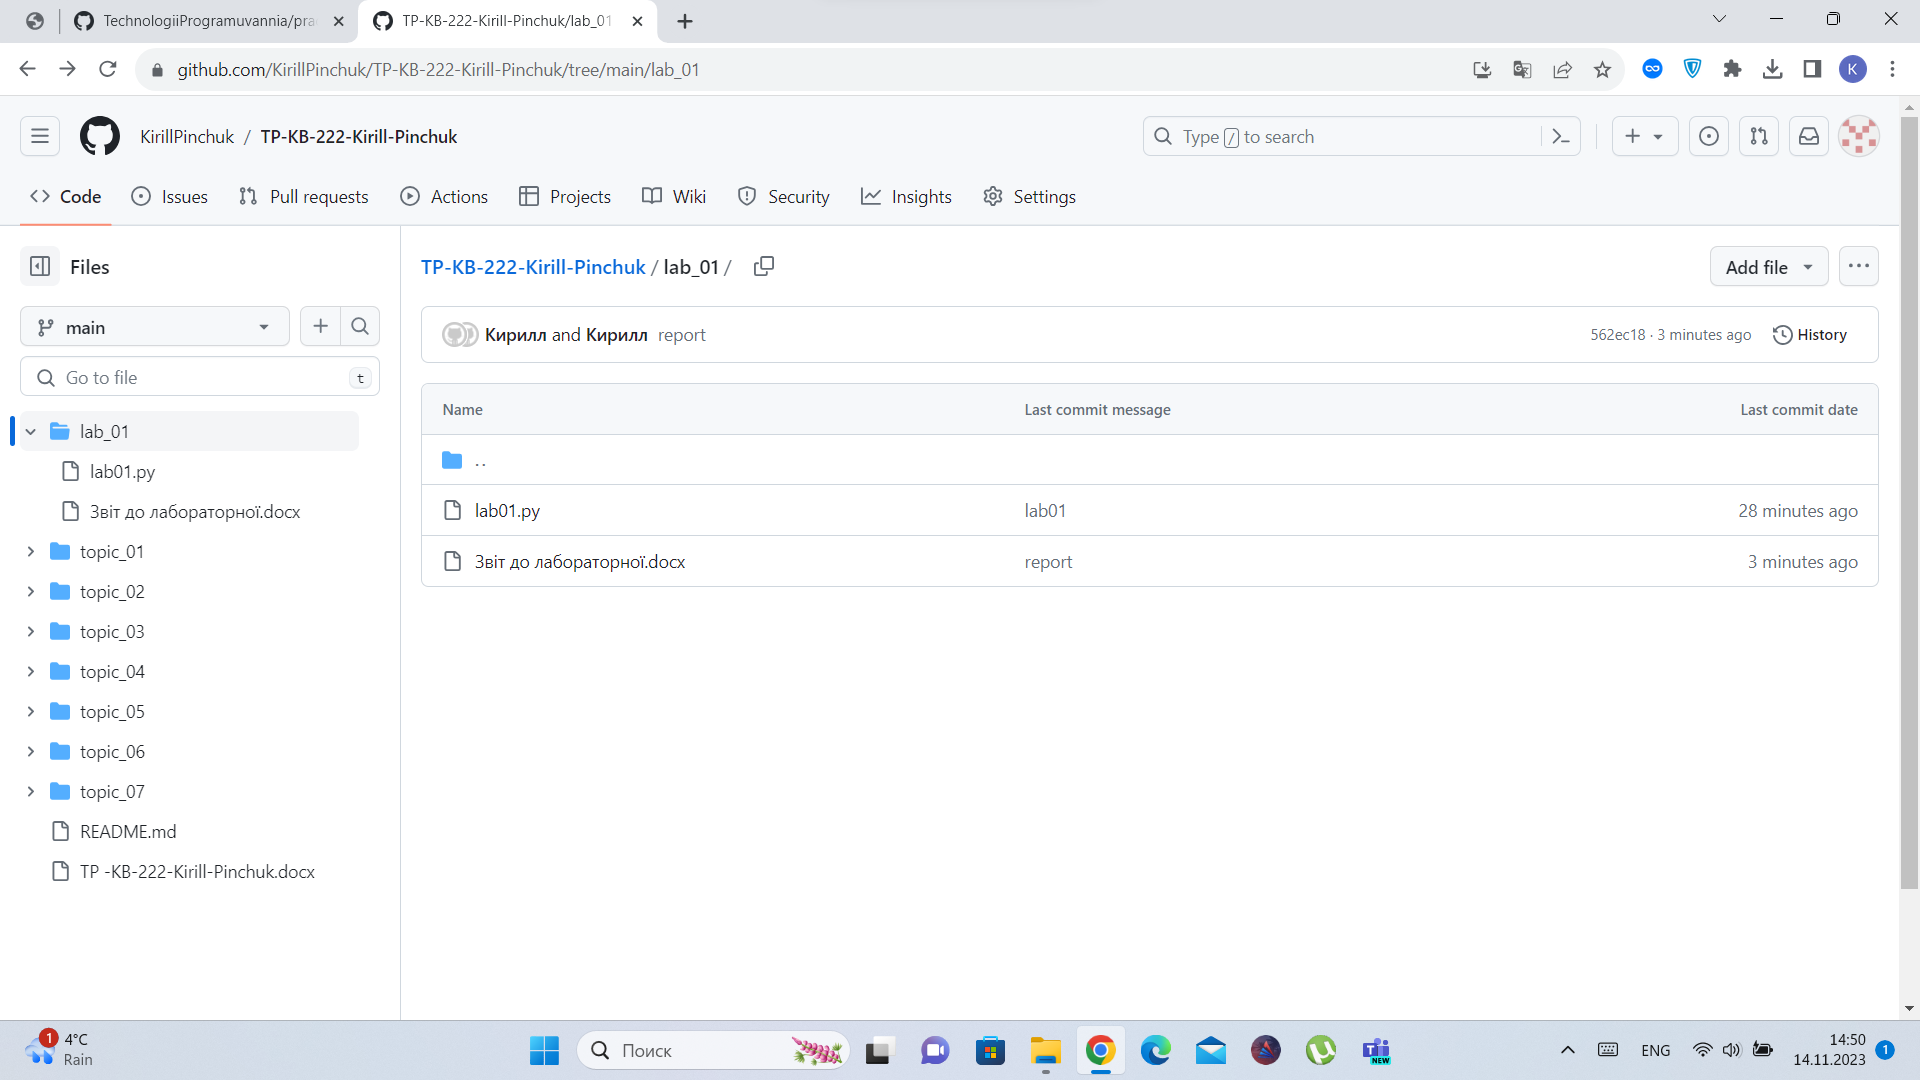 TechnologiiProgramuvannia/pra
TP-KB-222-Kirill-Pinchuk/lab_01
github.com/KirillPinchuk/TP-KB-222-Kirill-Pinchuk/tree/main/lab_01
K
KirillPinchuk / TP-KB-222-Kirill-Pinchuk
Type / to search
Code
Issues
Pull requests
Actions
Projects
Wiki
Security
Insights
Settings
Files
TP-KB-222-Kirill-Pinchuk / lab_01 /
Add file
main
Кирилл and Кирилл report
562ec18 · 3 minutes ago
History
Go to file
t
Name
Last commit message
Last commit date
lab_01
..
lab01.py
lab01.py
lab01
28 minutes ago
Звіт до лабораторної.docx
Звіт до лабораторної.docx
report
3 minutes ago
topic_01
topic_02
topic_03
topic_04
topic_05
topic_06
topic_07
README.md
TP -KB-222-Kirill-Pinchuk.docx
1
4°C
Rain
Поиск
NEW
ENG
14:50
14.11.2023
1